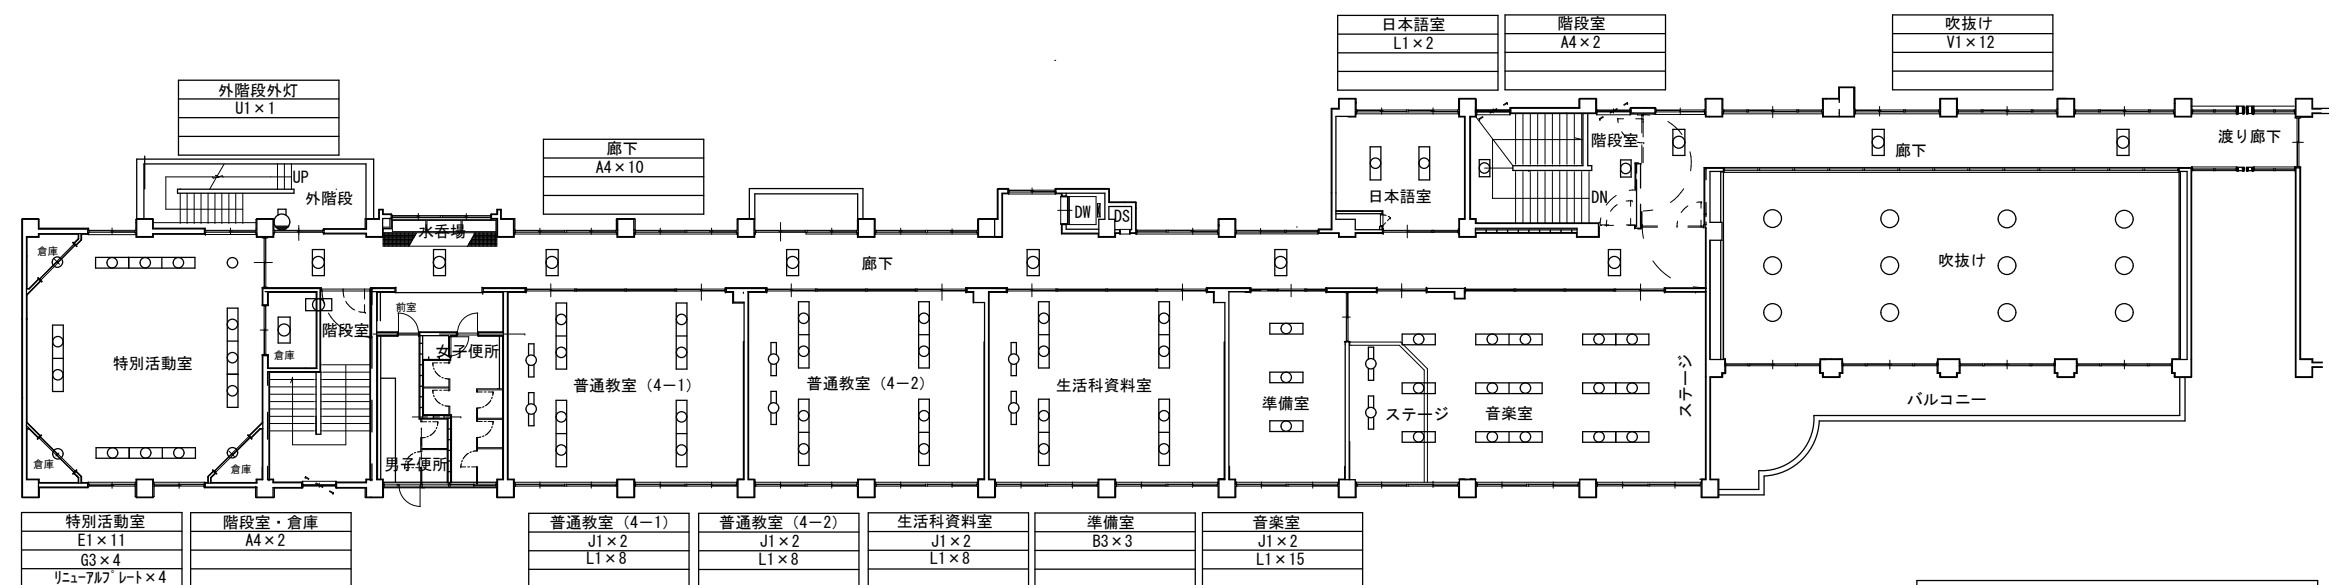 日本語室
L1×2
階段室
A4×2
吹抜け
V1×12
外階段外灯
U1×1
廊下
A4×10
UP
外階段
水呑場
DW
DS
日本語室
階段室
DN
廊下
渡り廊下
倉庫
廊下
吹抜け
特別活動室
倉庫
階段室
前室
女子便所
男子便所
普通教室（4－1）
普通教室（4－2）
生活科資料室
準備室
ステージ
音楽室
ステージ
バルコニー
倉庫
倉庫
特別活動室
E1×11
G3×4
リニューアルプレート×4
階段室・倉庫
A4×2
普通教室（4－1）
J1×2
L1×8
普通教室（4－2）
J1×2
L1×8
生活科資料室
J1×2
L1×8
準備室
B3×3
音楽室
J1×2
L1×15